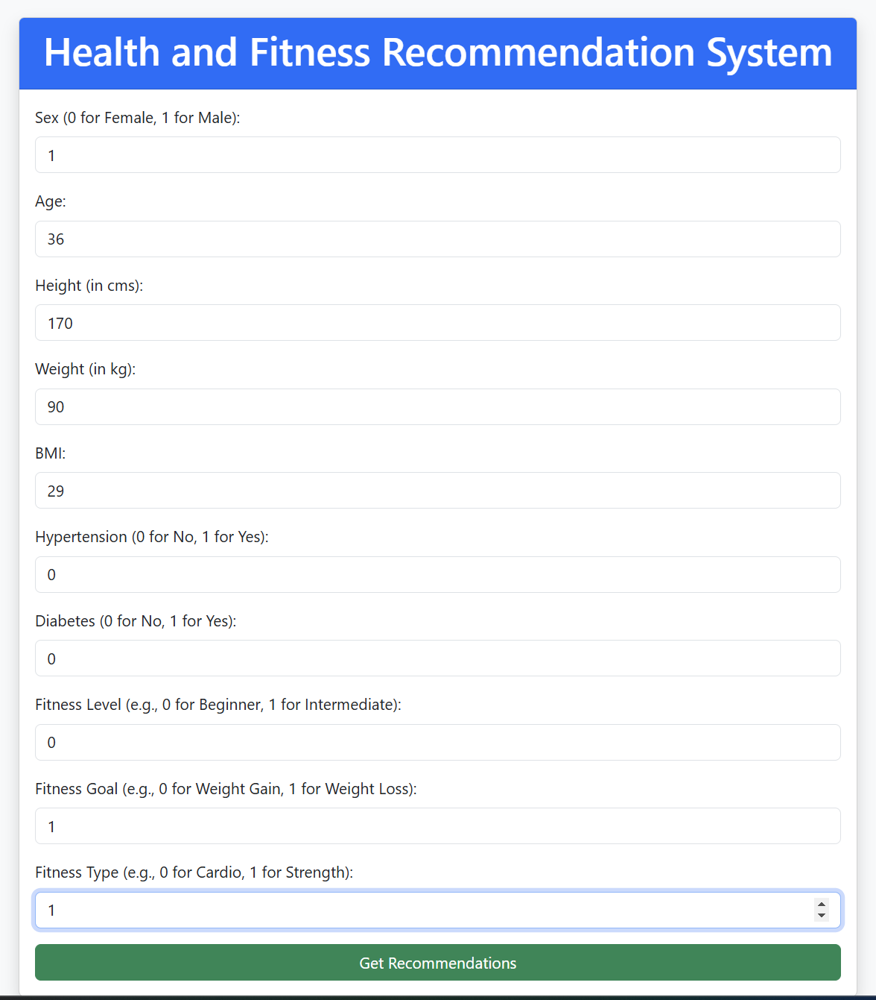 Health and Fitness Recommendation System
Sex (0 for Female, 1 for Male):
1
Age:
36
Height (in cms):
170
Weight (in kg):
90
BMI:
29
Hypertension (0 for No, 1 for Yes):
0
Diabetes (0 for No, 1 for Yes):
0
Fitness Level (e.g., 0 for Beginner, 1 for Intermediate):
0
Fitness Goal (e.g., 0 for Weight Gain, 1 for Weight Loss):
1
Fitness Type (e.g., 0 for Cardio, 1 for Strength):
1
Get Recommendations